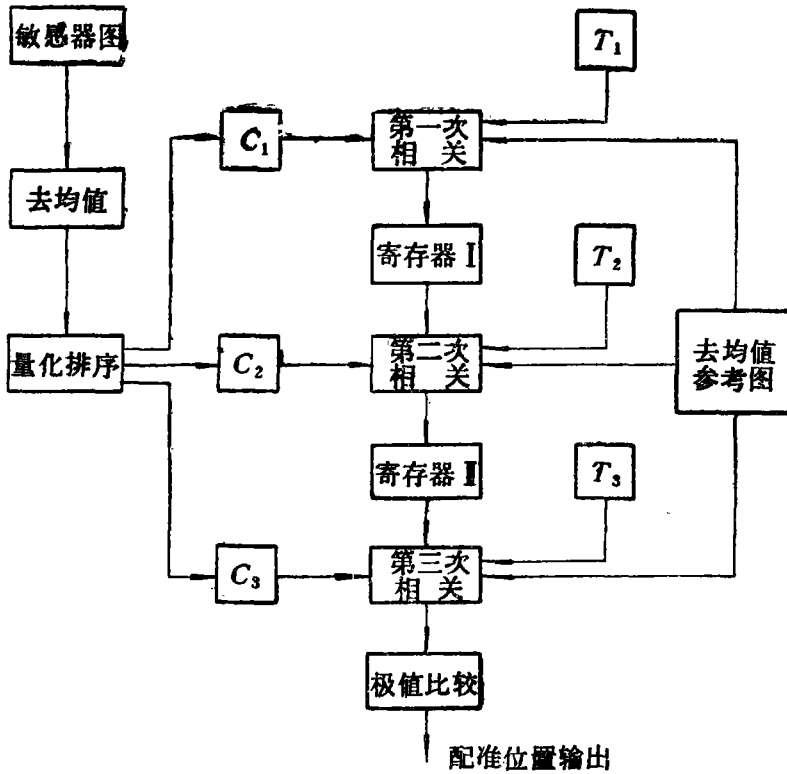 敏感器图
T₁
C₁
第一次
相 关
去均值
寄存器 Ⅰ
T₂
量化排序
C₂
第二次
相 关
去均值
参考图
寄存器 Ⅱ
T₃
C₃
第三次
相 关
极值比较
配准位置输出